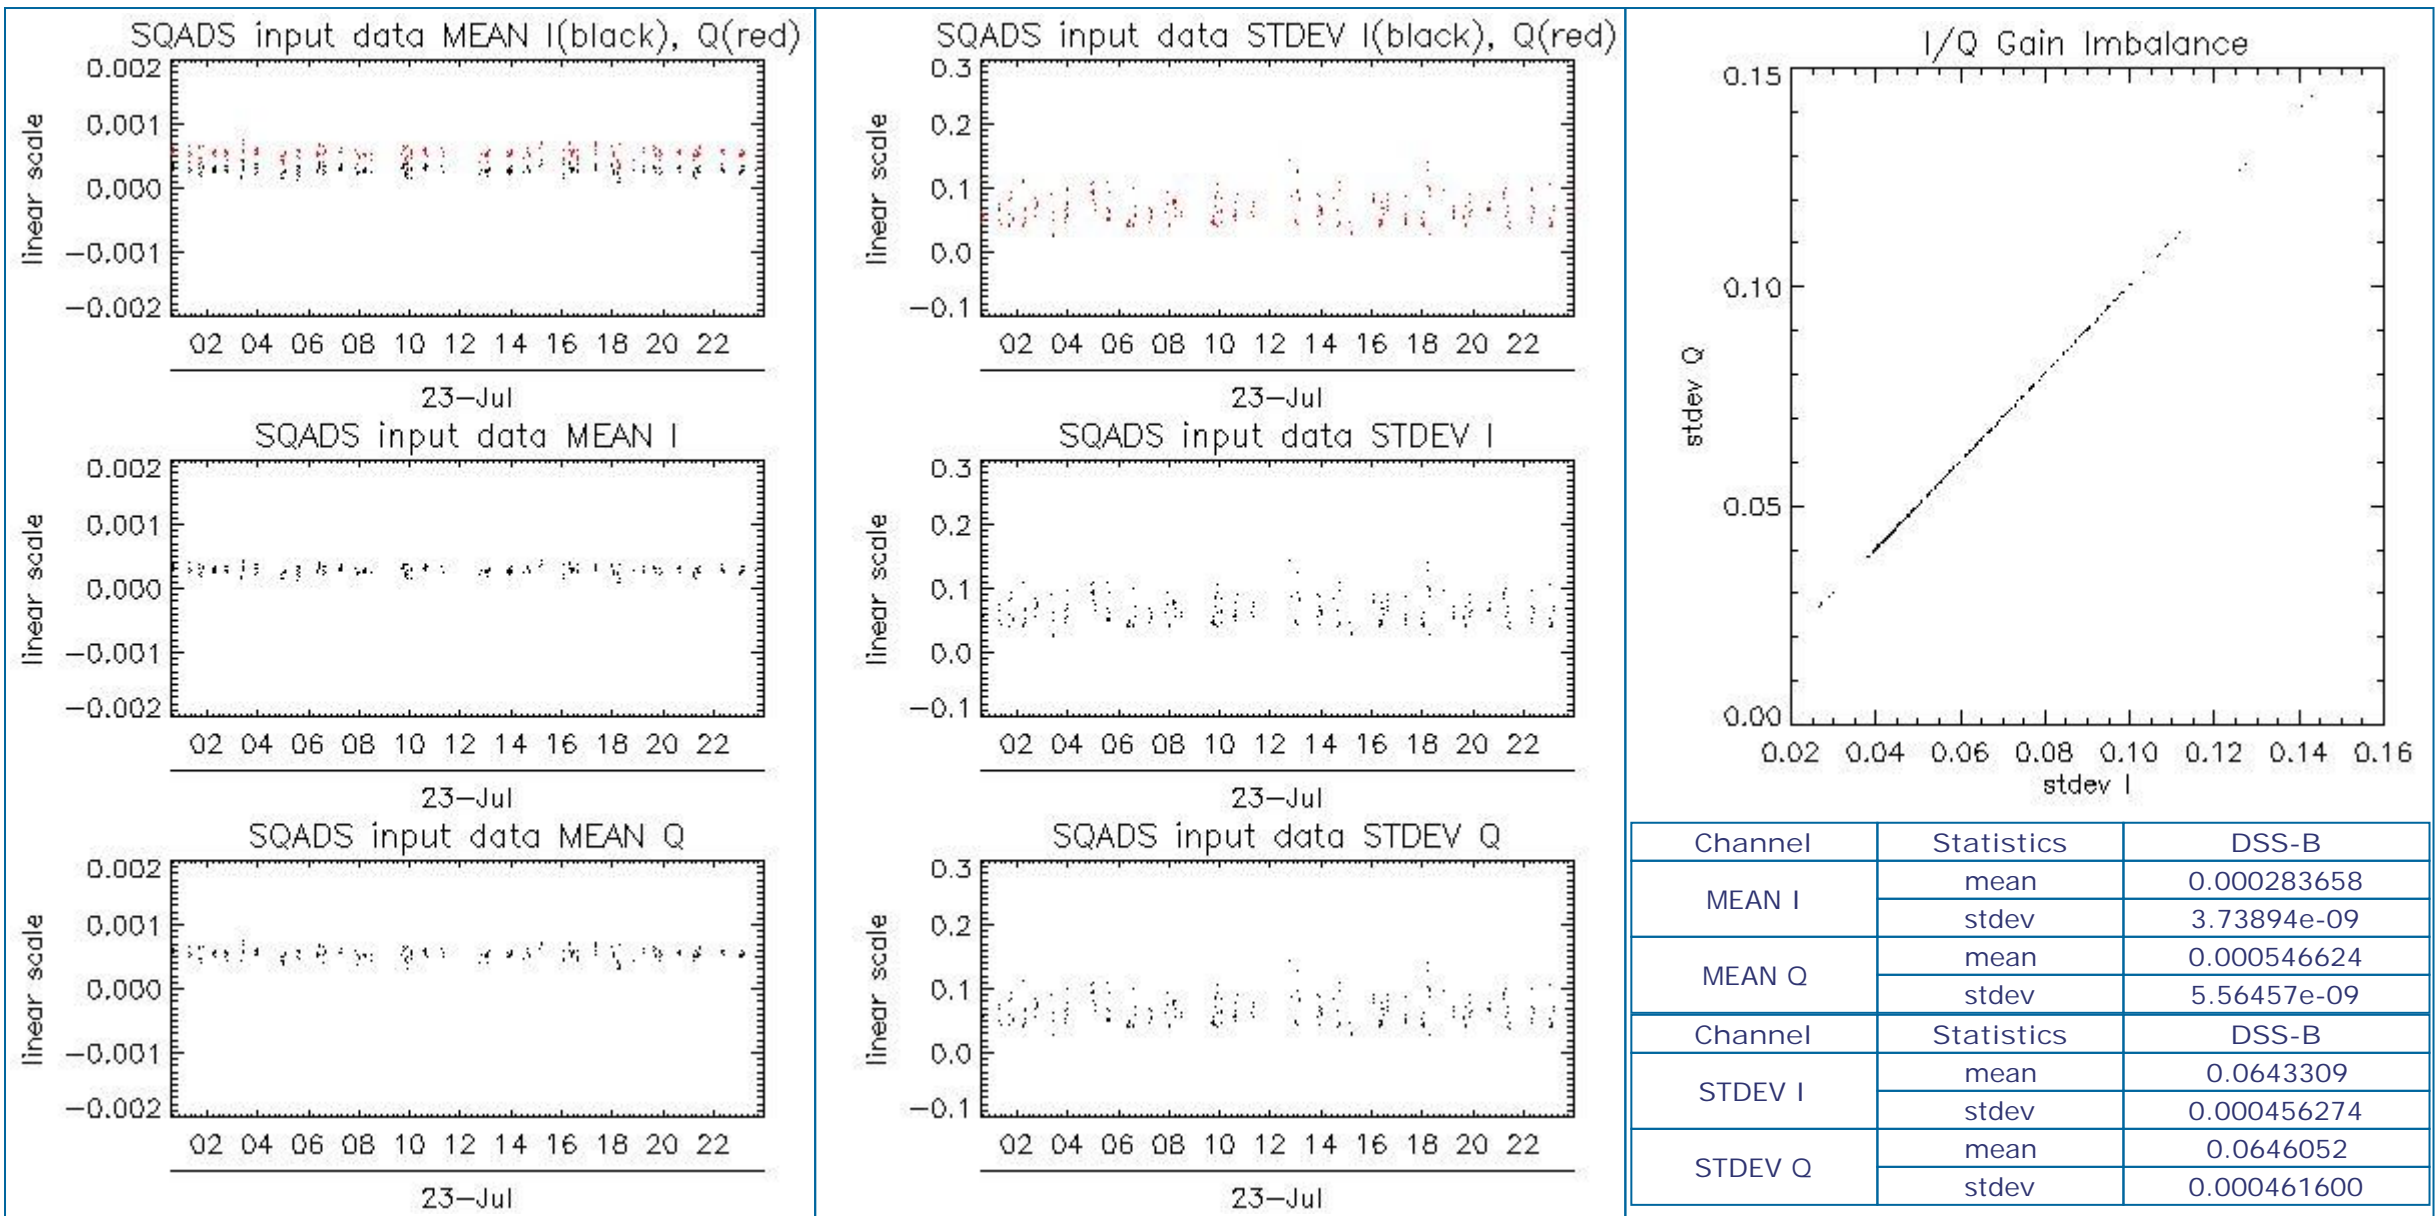 SQADS input data MEAN I(black), Q(red)
0.002
0.001
0.000
−0.001
−0.002
linear scale
02 04 06 08 10 12 14 16 18 20 22
23−Jul
SQADS input data MEAN I
0.002
0.001
0.000
−0.001
−0.002
linear scale
02 04 06 08 10 12 14 16 18 20 22
23−Jul
SQADS input data MEAN Q
0.002
0.001
0.000
−0.001
−0.002
linear scale
02 04 06 08 10 12 14 16 18 20 22
23−Jul
SQADS input data STDEV I(black), Q(red)
0.3
0.2
0.1
0.0
−0.1
linear scale
02 04 06 08 10 12 14 16 18 20 22
23−Jul
SQADS input data STDEV I
0.3
0.2
0.1
0.0
−0.1
linear scale
02 04 06 08 10 12 14 16 18 20 22
23−Jul
SQADS input data STDEV Q
0.3
0.2
0.1
0.0
−0.1
linear scale
02 04 06 08 10 12 14 16 18 20 22
23−Jul
I/Q Gain Imbalance
0.15
0.10
0.05
0.00
stdev Q
0.02 0.04 0.06 0.08 0.10 0.12 0.14 0.16
stdev I
Channel Statistics DSS-B
MEAN I mean 0.000283658
stdev 3.73894e-09
MEAN Q mean 0.000546624
stdev 5.56457e-09
Channel Statistics DSS-B
STDEV I mean 0.0643309
stdev 0.000456274
STDEV Q mean 0.0646052
stdev 0.000461600